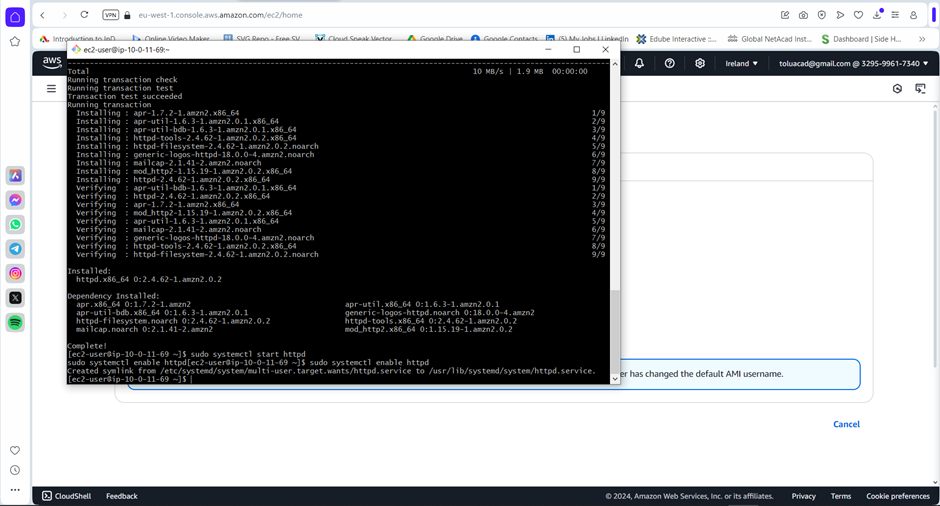 VPN
eu-west-1.console.aws.amazon.com/ec2/home
Introduction to InD...
Online Video Maker...
SVG Repo - Free SV...
Cloud Speak Vector...
Google Drive
Google Contacts
(5) My Jobs | LinkedIn
Edube Interactive ::...
Global NetAcad Inst...
Dashboard | Side H...
aws
ec2-user@ip-10-0-11-69:~
Ireland
toluacad@gmail.com @ 3295-9961-7340
Total 10 MB/s | 1.9 MB 00:00:00
Running transaction check
Running transaction test
Transaction test succeeded
Running transaction
Installing : apr-1.7.2-1.amzn2.x86_64 1/9
Installing : apr-util-1.6.3-1.amzn2.0.1.x86_64 2/9
Installing : apr-util-bdb-1.6.3-1.amzn2.0.1.x86_64 3/9
Installing : httpd-tools-2.4.62-1.amzn2.0.2.x86_64 4/9
Installing : httpd-filesystem-2.4.62-1.amzn2.0.2.noarch 5/9
Installing : generic-logos-httpd-18.0.0-4.amzn2.noarch 6/9
Installing : mailcap-2.1.41-2.amzn2.noarch 7/9
Installing : mod_http2-1.15.19-1.amzn2.0.2.x86_64 8/9
Installing : httpd-2.4.62-1.amzn2.0.2.x86_64 9/9
Verifying : apr-util-bdb-1.6.3-1.amzn2.0.1.x86_64 1/9
Verifying : httpd-2.4.62-1.amzn2.0.2.x86_64 2/9
Verifying : apr-1.7.2-1.amzn2.x86_64 3/9
Verifying : mod_http2-1.15.19-1.amzn2.0.2.x86_64 4/9
Verifying : apr-util-1.6.3-1.amzn2.0.1.x86_64 5/9
Verifying : mailcap-2.1.41-2.amzn2.noarch 6/9
Verifying : generic-logos-httpd-18.0.0-4.amzn2.noarch 7/9
Verifying : httpd-tools-2.4.62-1.amzn2.0.2.x86_64 8/9
Verifying : httpd-filesystem-2.4.62-1.amzn2.0.2.noarch 9/9
Installed:
httpd.x86_64 0:2.4.62-1.amzn2.0.2
Dependency Installed:
apr.x86_64 0:1.7.2-1.amzn2 apr-util.x86_64 0:1.6.3-1.amzn2.0.1
apr-util-bdb.x86_64 0:1.6.3-1.amzn2.0.1 generic-logos-httpd.noarch 0:18.0.0-4.amzn2
httpd-filesystem.noarch 0:2.4.62-1.amzn2.0.2 httpd-tools.x86_64 0:2.4.62-1.amzn2.0.2
mailcap.noarch 0:2.1.41-2.amzn2 mod_http2.x86_64 0:1.15.19-1.amzn2.0.2
Complete!
[ec2-user@ip-10-0-11-69 ~]$ sudo systemctl start httpd
sudo systemctl enable httpd[ec2-user@ip-10-0-11-69 ~]$ sudo systemctl enable httpd
Created symlink from /etc/systemd/system/multi-user.target.wants/httpd.service to /usr/lib/systemd/system/httpd.service.
[ec2-user@ip-10-0-11-69 ~]$
er has changed the default AMI username.
Cancel
CloudShell Feedback © 2024, Amazon Web Services, Inc. or its affiliates. Privacy Terms Cookie preferences